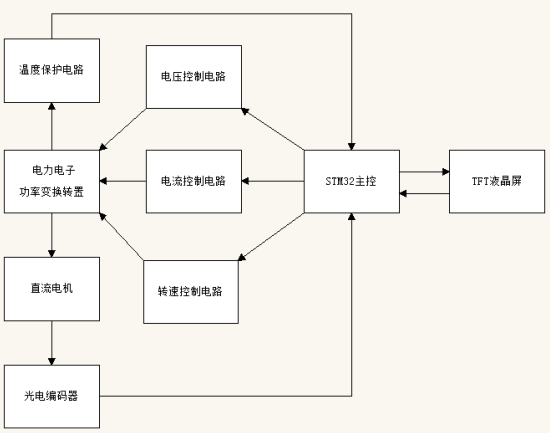 温度保护电路
电压控制电路
电力电子
功率变换转置
电流控制电路
STM32主控
TFT液晶屏
直流电机
转速控制电路
光电编码器